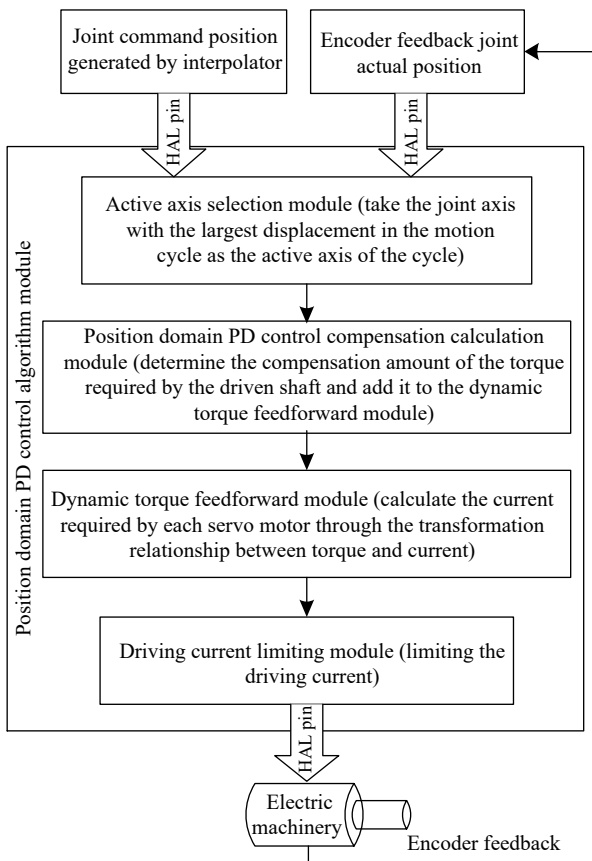 Joint command position
generated by interpolator
Encoder feedback joint
actual position
HAL pin
HAL pin
Position domain PD control algorithm module
Active axis selection module (take the joint axis
with the largest displacement in the motion
cycle as the active axis of the cycle)
Position domain PD control compensation calculation
module (determine the compensation amount of the torque
required by the driven shaft and add it to the dynamic
torque feedforward module)
Dynamic torque feedforward module (calculate the current
required by each servo motor through the transformation
relationship between torque and current)
Driving current limiting module (limiting the
driving current)
HAL pin
Electric
machinery
Encoder feedback